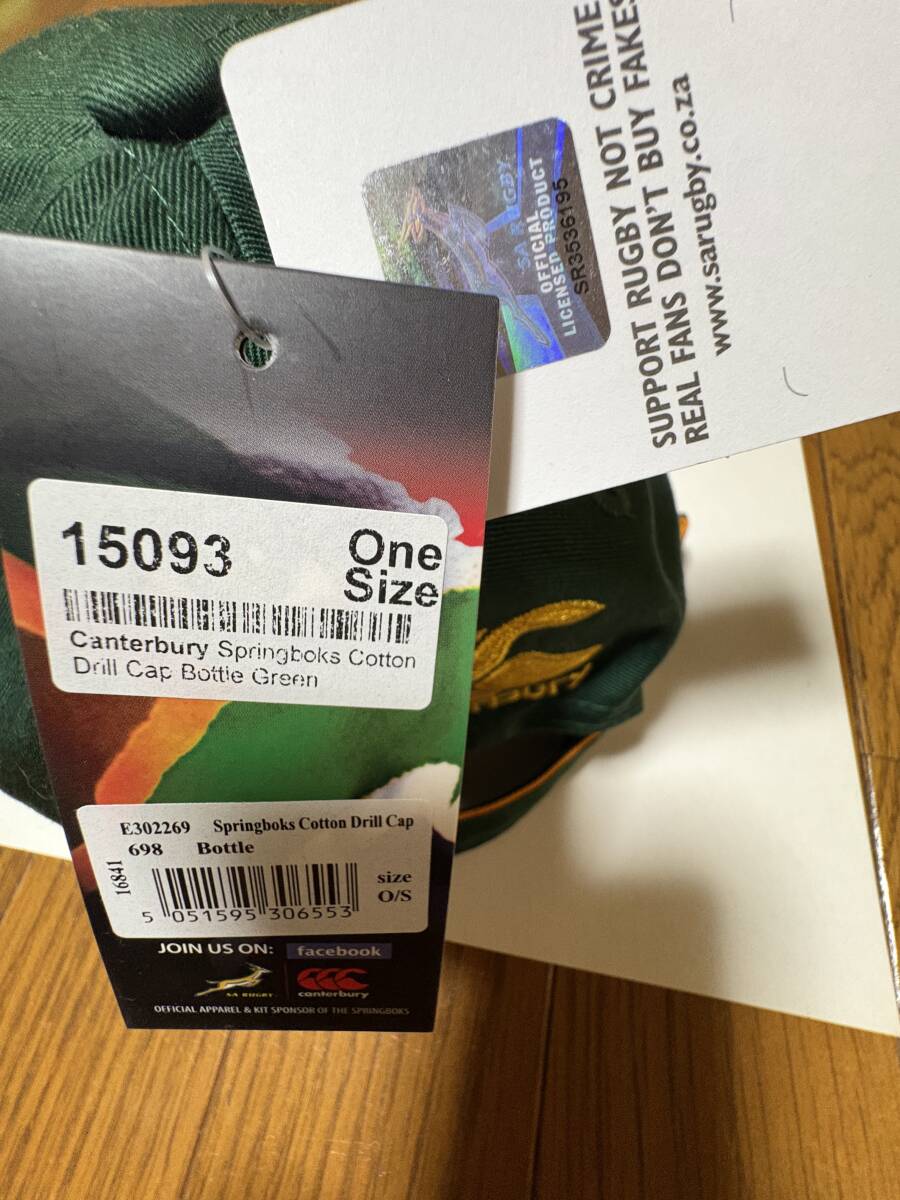 SUPPORT RUGBY NOT CRIME
REAL FANS DON'T BUY FAKES
www.sarugby.co.za
SA RUGBY
OFFICIAL
LICENSED PRODUCT
SR3536195
15093
One
Size
Canterbury Springboks Cotton
Drill Cap Bottle Green
E302269 Springboks Cotton Drill Cap
698 Bottle
16841
size
O/S
5 051595 306553
JOIN US ON: facebook
SA RUGBY
canterbury
OFFICIAL APPAREL & KIT SPONSOR OF THE SPRINGBOKS